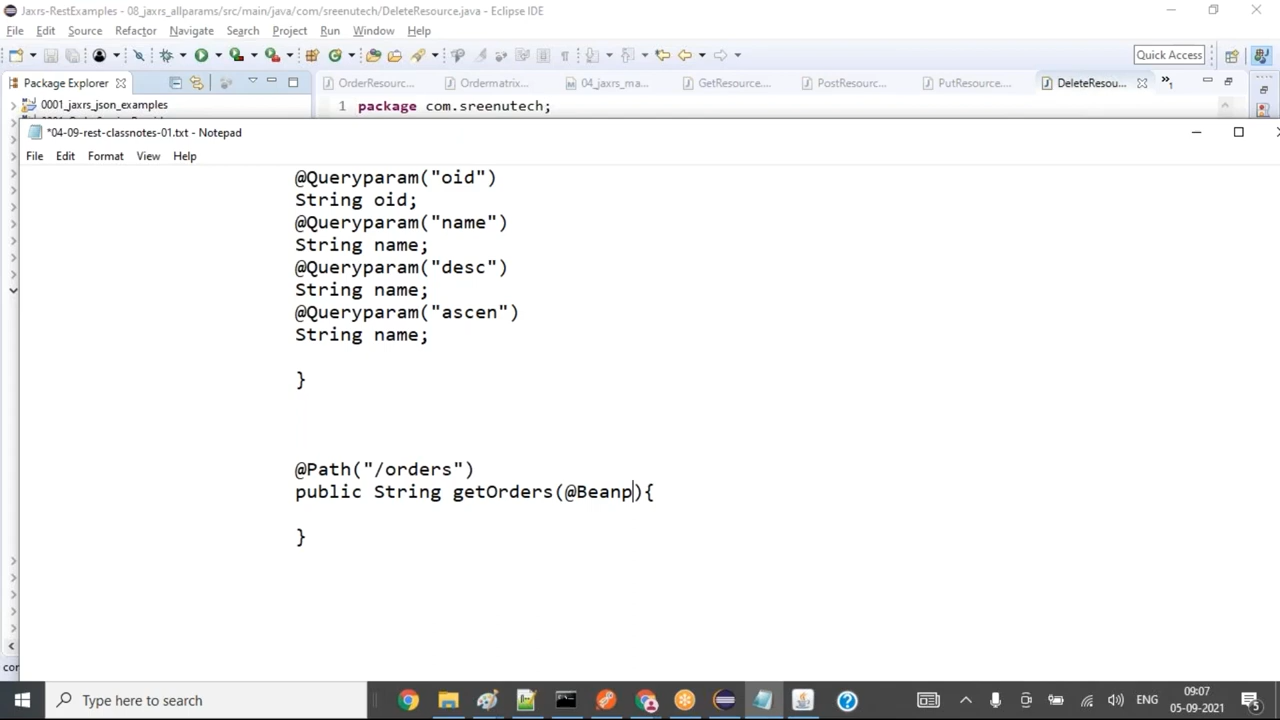 Jaxrs-RestExamples - 08_jaxrs_allparams/src/main/java/com/sreenutech/DeleteResource.java - Eclipse IDE
File Edit Source Refactor Navigate Search Project Run Window Help
Quick Access
Package Explorer OrderResourc... Ordermatrix... 04_jaxrs_ma... GetResource.... PostResourc... PutResource.... DeleteResou... »1
0001_jaxrs_json_examples 1 package com.sreenutech;
*04-09-rest-classnotes-01.txt - Notepad
File Edit Format View Help
@Queryparam("oid")
String oid;
@Queryparam("name")
String name;
@Queryparam("desc")
String name;
@Queryparam("ascen")
String name;
}
@Path("/orders")
public String getOrders(@Beanp){
}
cor
Type here to search ENG 09:07
05-09-2021 5